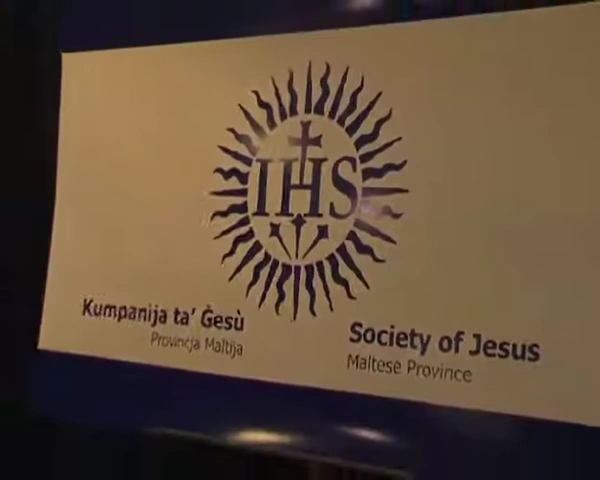 IHS
Kumpanija ta' Ġesù
Provinċja Maltija
Society of Jesus
Maltese Province